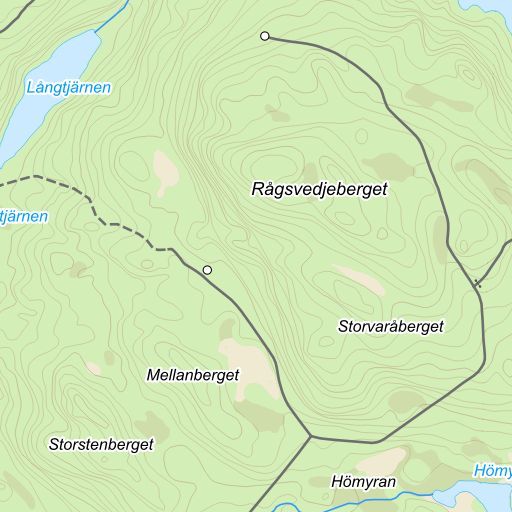 Långtjärnen
Rågsvedjeberget
tjärnen
Storvaråberget
Mellanberget
Storstenberget
Hömy
Hömyran